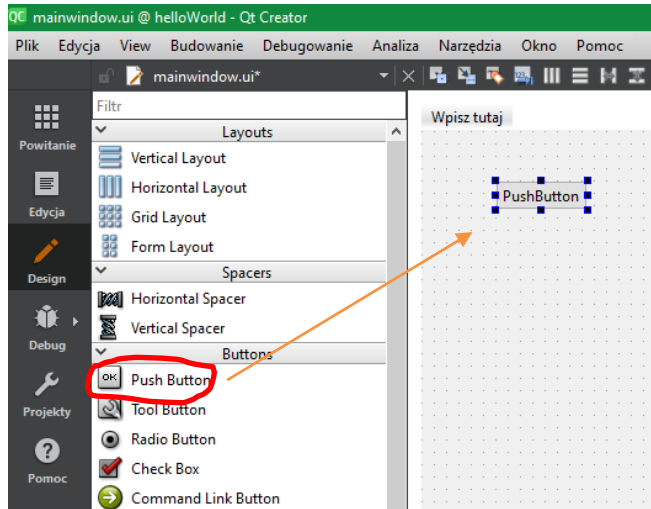 QC mainwindow.ui @ helloWorld - Qt Creator
Plik Edycja View Budowanie Debugowanie Analiza Narzędzia Okno Pomoc
mainwindow.ui*
Filtr
Wpisz tutaj
Powitanie
Edycja
Design
Debug
Projekty
Pomoc
Layouts
Vertical Layout
Horizontal Layout
Grid Layout
Form Layout
Spacers
Horizontal Spacer
Vertical Spacer
Buttons
OK Push Button
Tool Button
Radio Button
Check Box
Command Link Button
PushButton